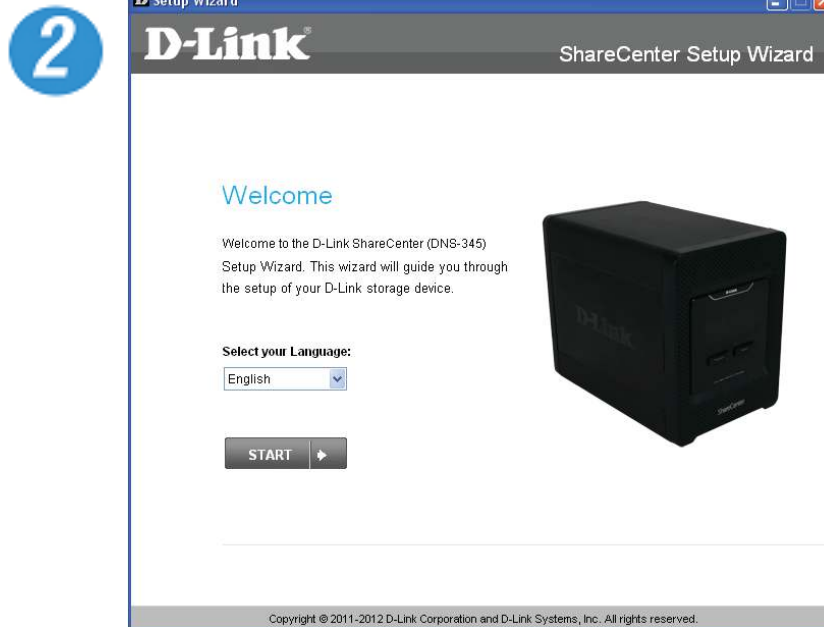 2
Setup Wizard
D-Link®
ShareCenter Setup Wizard
Welcome
Welcome to the D-Link ShareCenter (DNS-345)
Setup Wizard. This wizard will guide you through
the setup of your D-Link storage device.
D-Link
ShareCenter
Select your Language:
English
START
Copyright © 2011-2012 D-Link Corporation and D-Link Systems, Inc. All rights reserved.